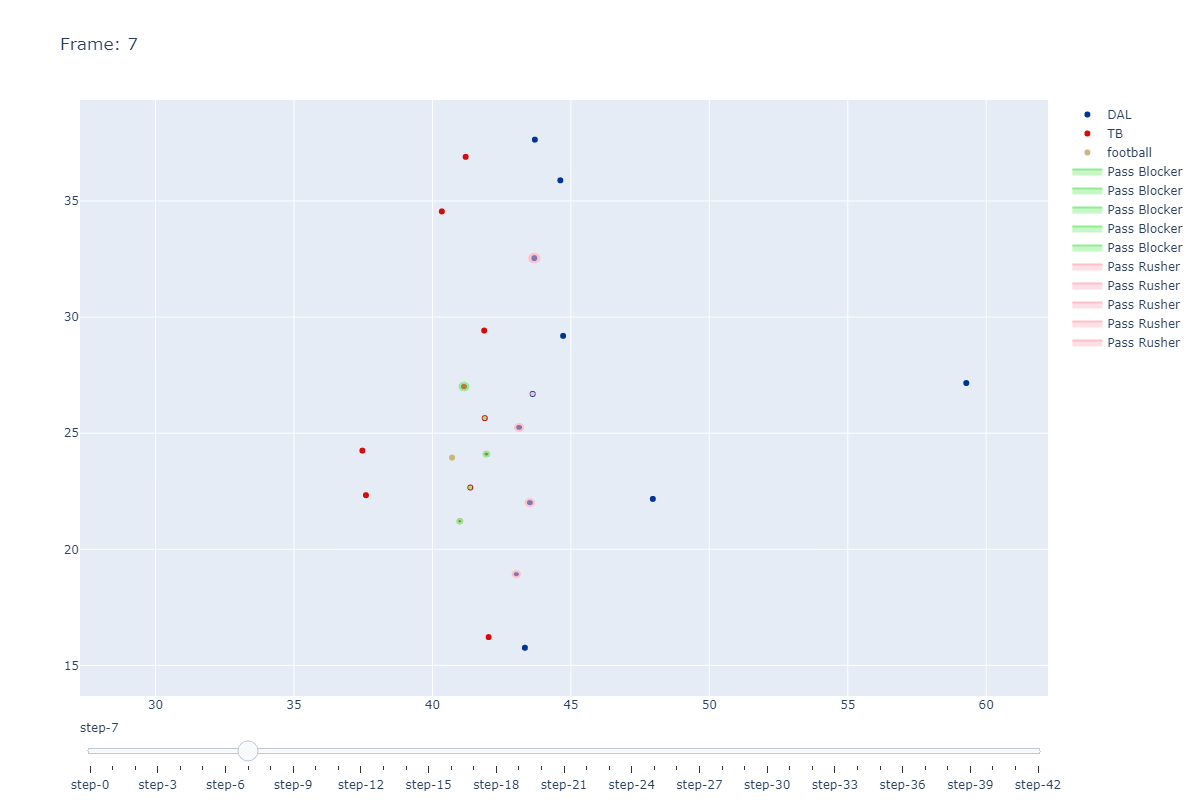 Frame: 7
DAL
TB
football
Pass Blocker
Pass Blocker
Pass Blocker
Pass Blocker
Pass Blocker
Pass Rusher
Pass Rusher
Pass Rusher
Pass Rusher
Pass Rusher
35
30
25
20
15
30 35 40 45 50 55 60
step-7
step-0 step-3 step-6 step-9 step-12 step-15 step-18 step-21 step-24 step-27 step-30 step-33 step-36 step-39 step-42